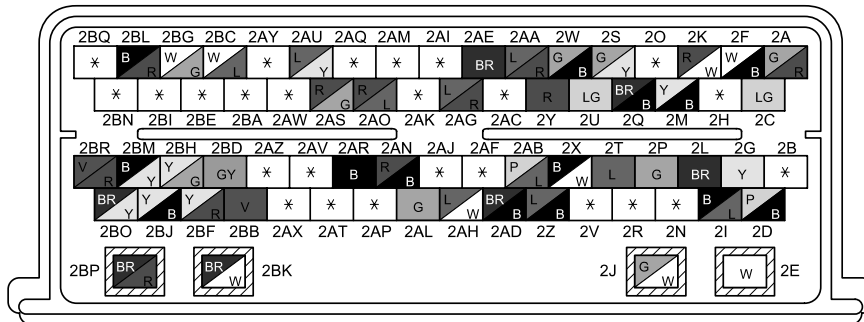 2BQ 2BL 2BG 2BC 2AY 2AU 2AQ 2AM 2AI 2AE 2AA 2W 2S 2O 2K 2F 2A
* B R W G W L * L Y * * * BR L R G B G Y * R W W B G R
* * * * * R G R L * L R * R LG BR B Y B * LG
2BN 2BI 2BE 2BA 2AW 2AS 2AO 2AK 2AG 2AC 2Y 2U 2Q 2M 2H 2C
2BR 2BM 2BH 2BD 2AZ 2AV 2AR 2AN 2AJ 2AF 2AB 2X 2T 2P 2L 2G 2B
V R B Y Y G GY * * B R B * * P L B W L G BR Y *
BR Y Y B Y R V * * * G L W BR B L B * * * B L P B
2BO 2BJ 2BF 2BB 2AX 2AT 2AP 2AL 2AH 2AD 2Z 2V 2R 2N 2I 2D
2BP BR R BR W 2BK 2J G W W 2E